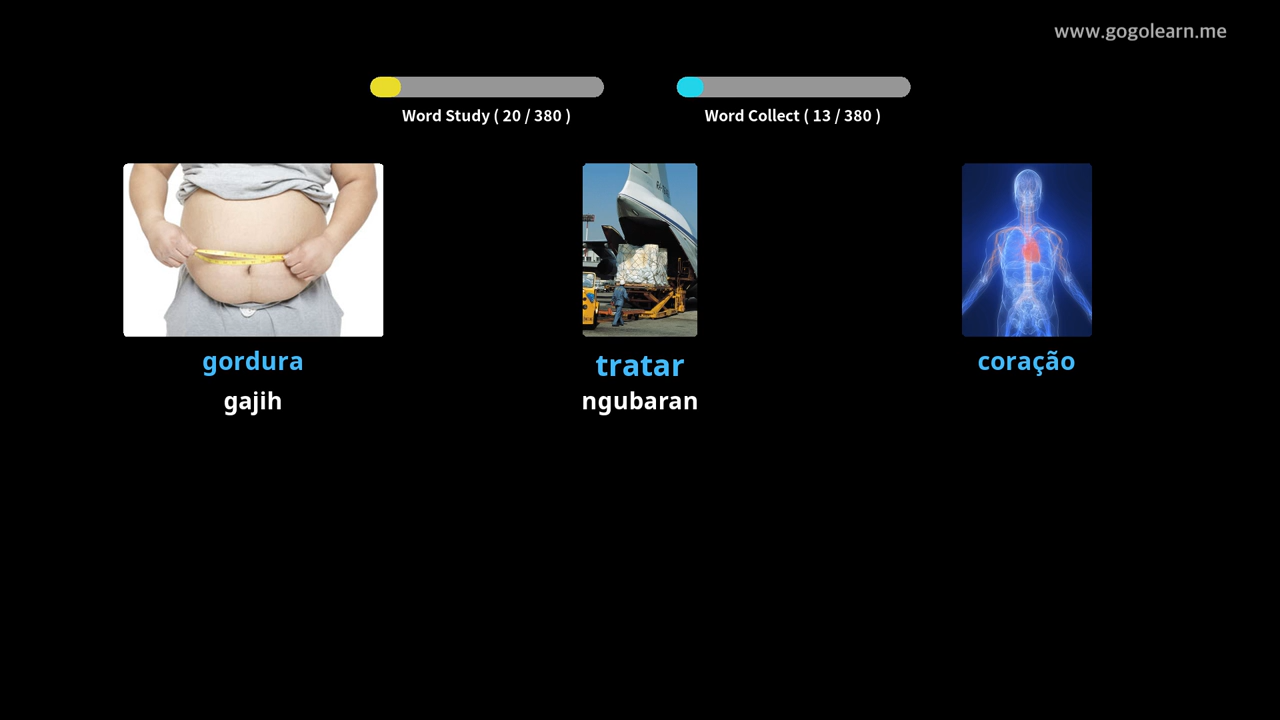 www.gogolearn.me
Word Study ( 20 / 380 )
Word Collect ( 13 / 380 )
gordura
tratar
coração
gajih
ngubaran